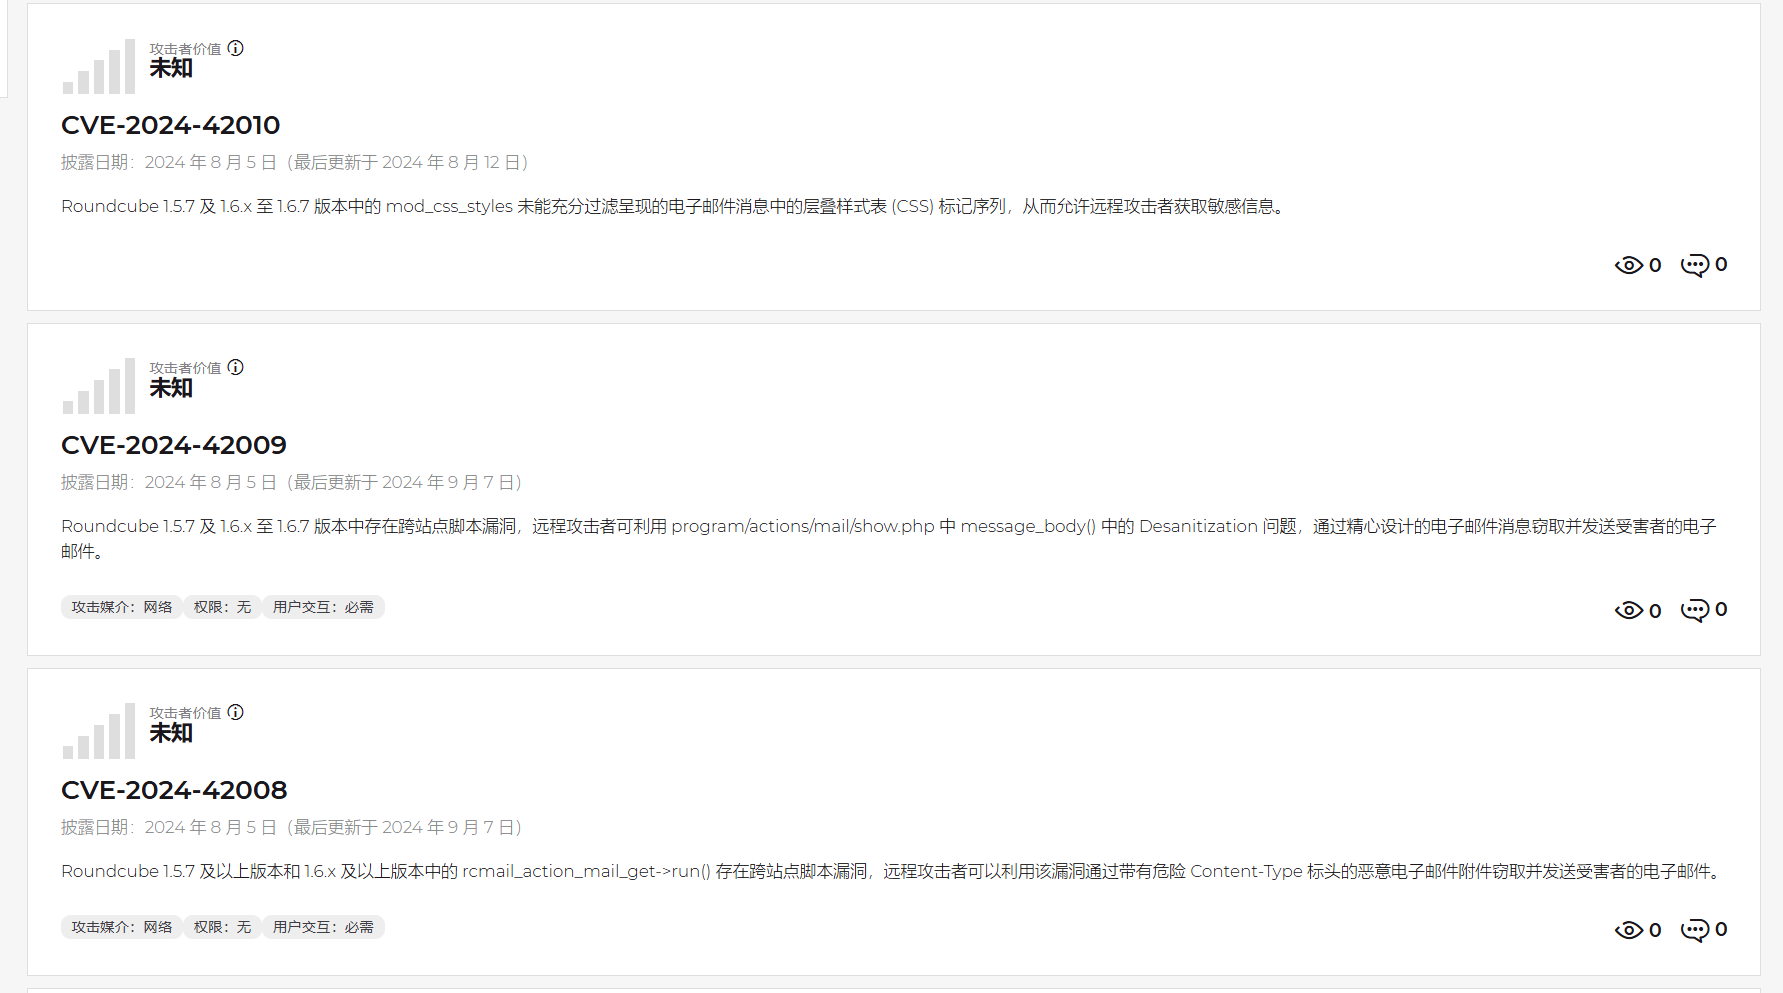 攻击者价值
未知
CVE-2024-42010
披露日期：2024 年 8 月 5 日（最后更新于 2024 年 8 月 12 日）
Roundcube 1.5.7 及 1.6.x 至 1.6.7 版本中的 mod_css_styles 未能充分过滤呈现的电子邮件消息中的层叠样式表 (CSS) 标记序列，从而允许远程攻击者获取敏感信息。
0 0
攻击者价值
未知
CVE-2024-42009
披露日期：2024 年 8 月 5 日（最后更新于 2024 年 9 月 7 日）
Roundcube 1.5.7 及 1.6.x 至 1.6.7 版本中存在跨站点脚本漏洞，远程攻击者可利用 program/actions/mail/show.php 中 message_body() 中的 Desanitization 问题，通过精心设计的电子邮件消息窃取并发送受害者的电子
邮件。
攻击媒介：网络 权限：无 用户交互：必需 0 0
攻击者价值
未知
CVE-2024-42008
披露日期：2024 年 8 月 5 日（最后更新于 2024 年 9 月 7 日）
Roundcube 1.5.7 及以上版本和 1.6.x 及以上版本中的 rcmail_action_mail_get->run() 存在跨站点脚本漏洞，远程攻击者可以利用该漏洞通过带有危险 Content-Type 标头的恶意电子邮件附件窃取并发送受害者的电子邮件。
攻击媒介：网络 权限：无 用户交互：必需 0 0